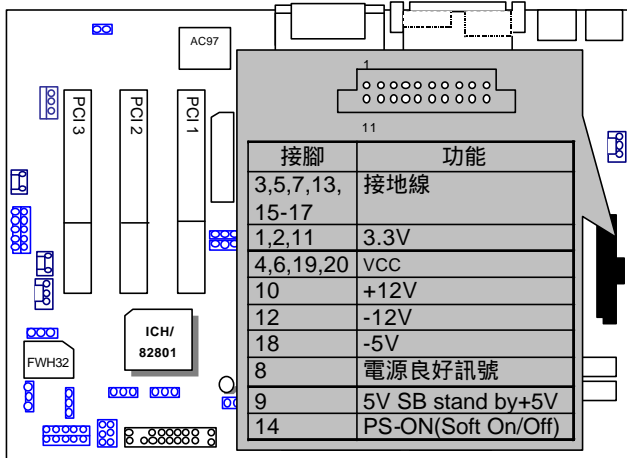 AC97
PCI 3
PCI 2
PCI 1
1
11
接腳 功能
3,5,7,13, 接地線
15-17
1,2,11 3.3V
4,6,19,20 VCC
10 +12V
12 -12V
18 -5V
8 電源良好訊號
9 5V SB stand by+5V
14 PS-ON(Soft On/Off)
ICH/
82801
FWH32